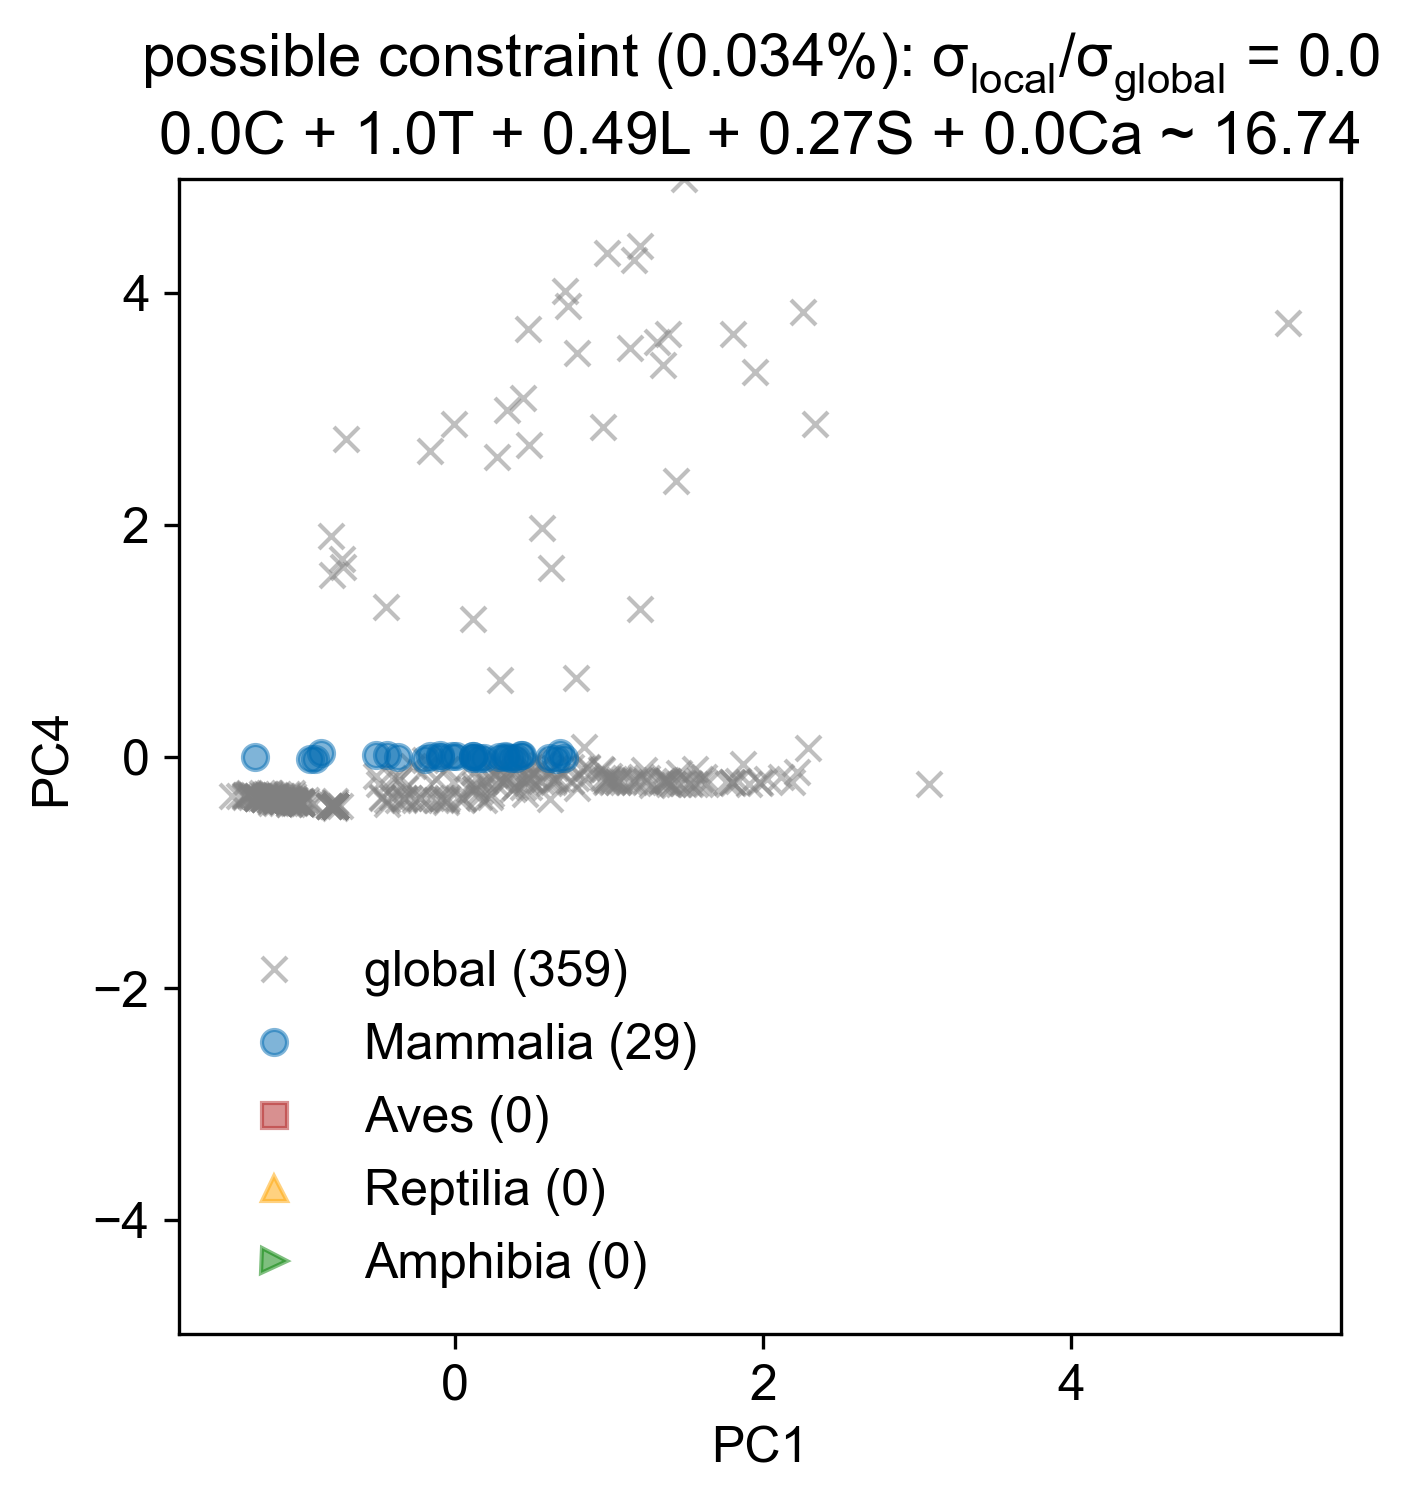 possible constraint (0.034%): σlocal/σglobal = 0.0
0.0C + 1.0T + 0.49L + 0.27S + 0.0Ca ~ 16.74
4
2
0
−2
−4
PC4
global (359)
Mammalia (29)
Aves (0)
Reptilia (0)
Amphibia (0)
0 2 4
PC1